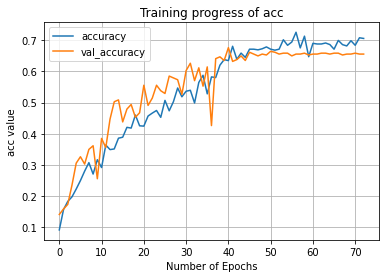 Training progress of acc
accuracy
val_accuracy
acc value
0.7
0.6
0.5
0.4
0.3
0.2
0.1
0 10 20 30 40 50 60 70
Number of Epochs